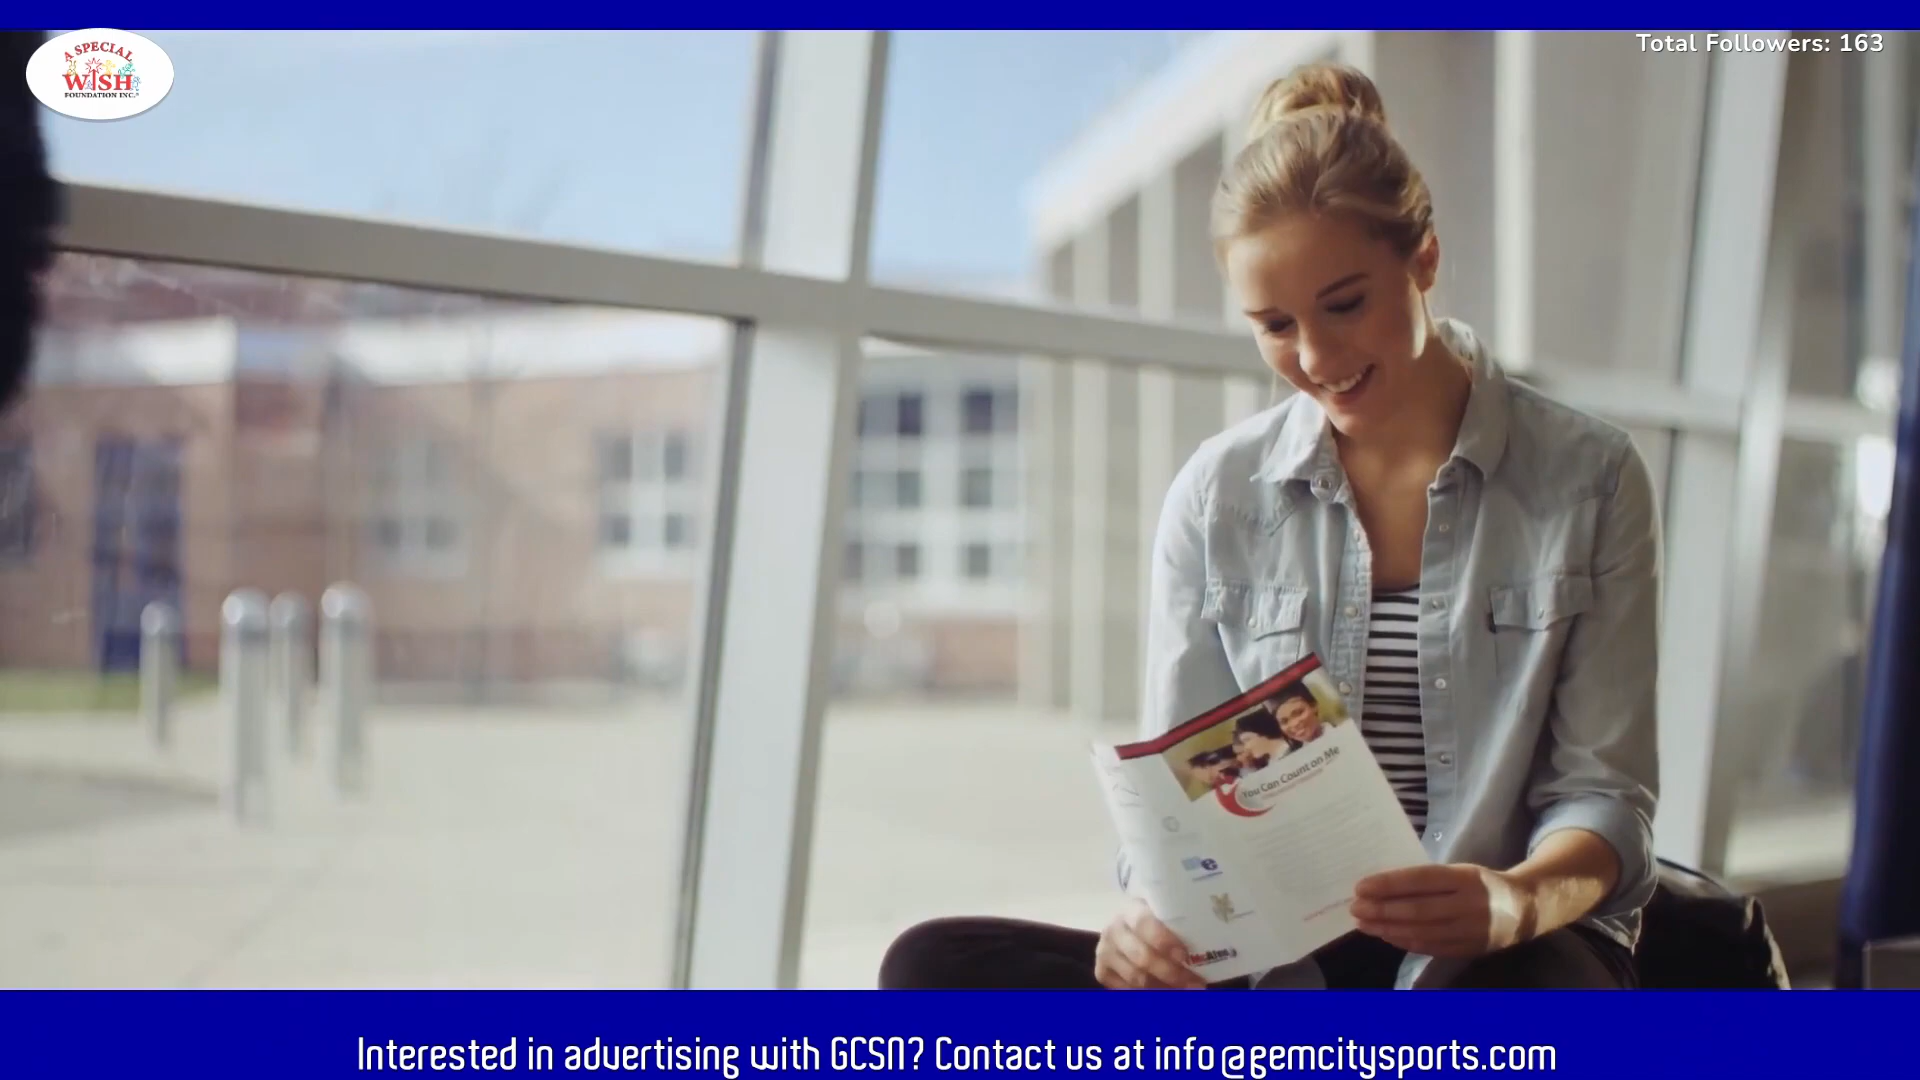 A SPECIAL
WISH
FOUNDATION INC.
Total Followers: 163
You Can Count on Me
Interested in advertising with GCSN? Contact us at info@gemcitysports.com